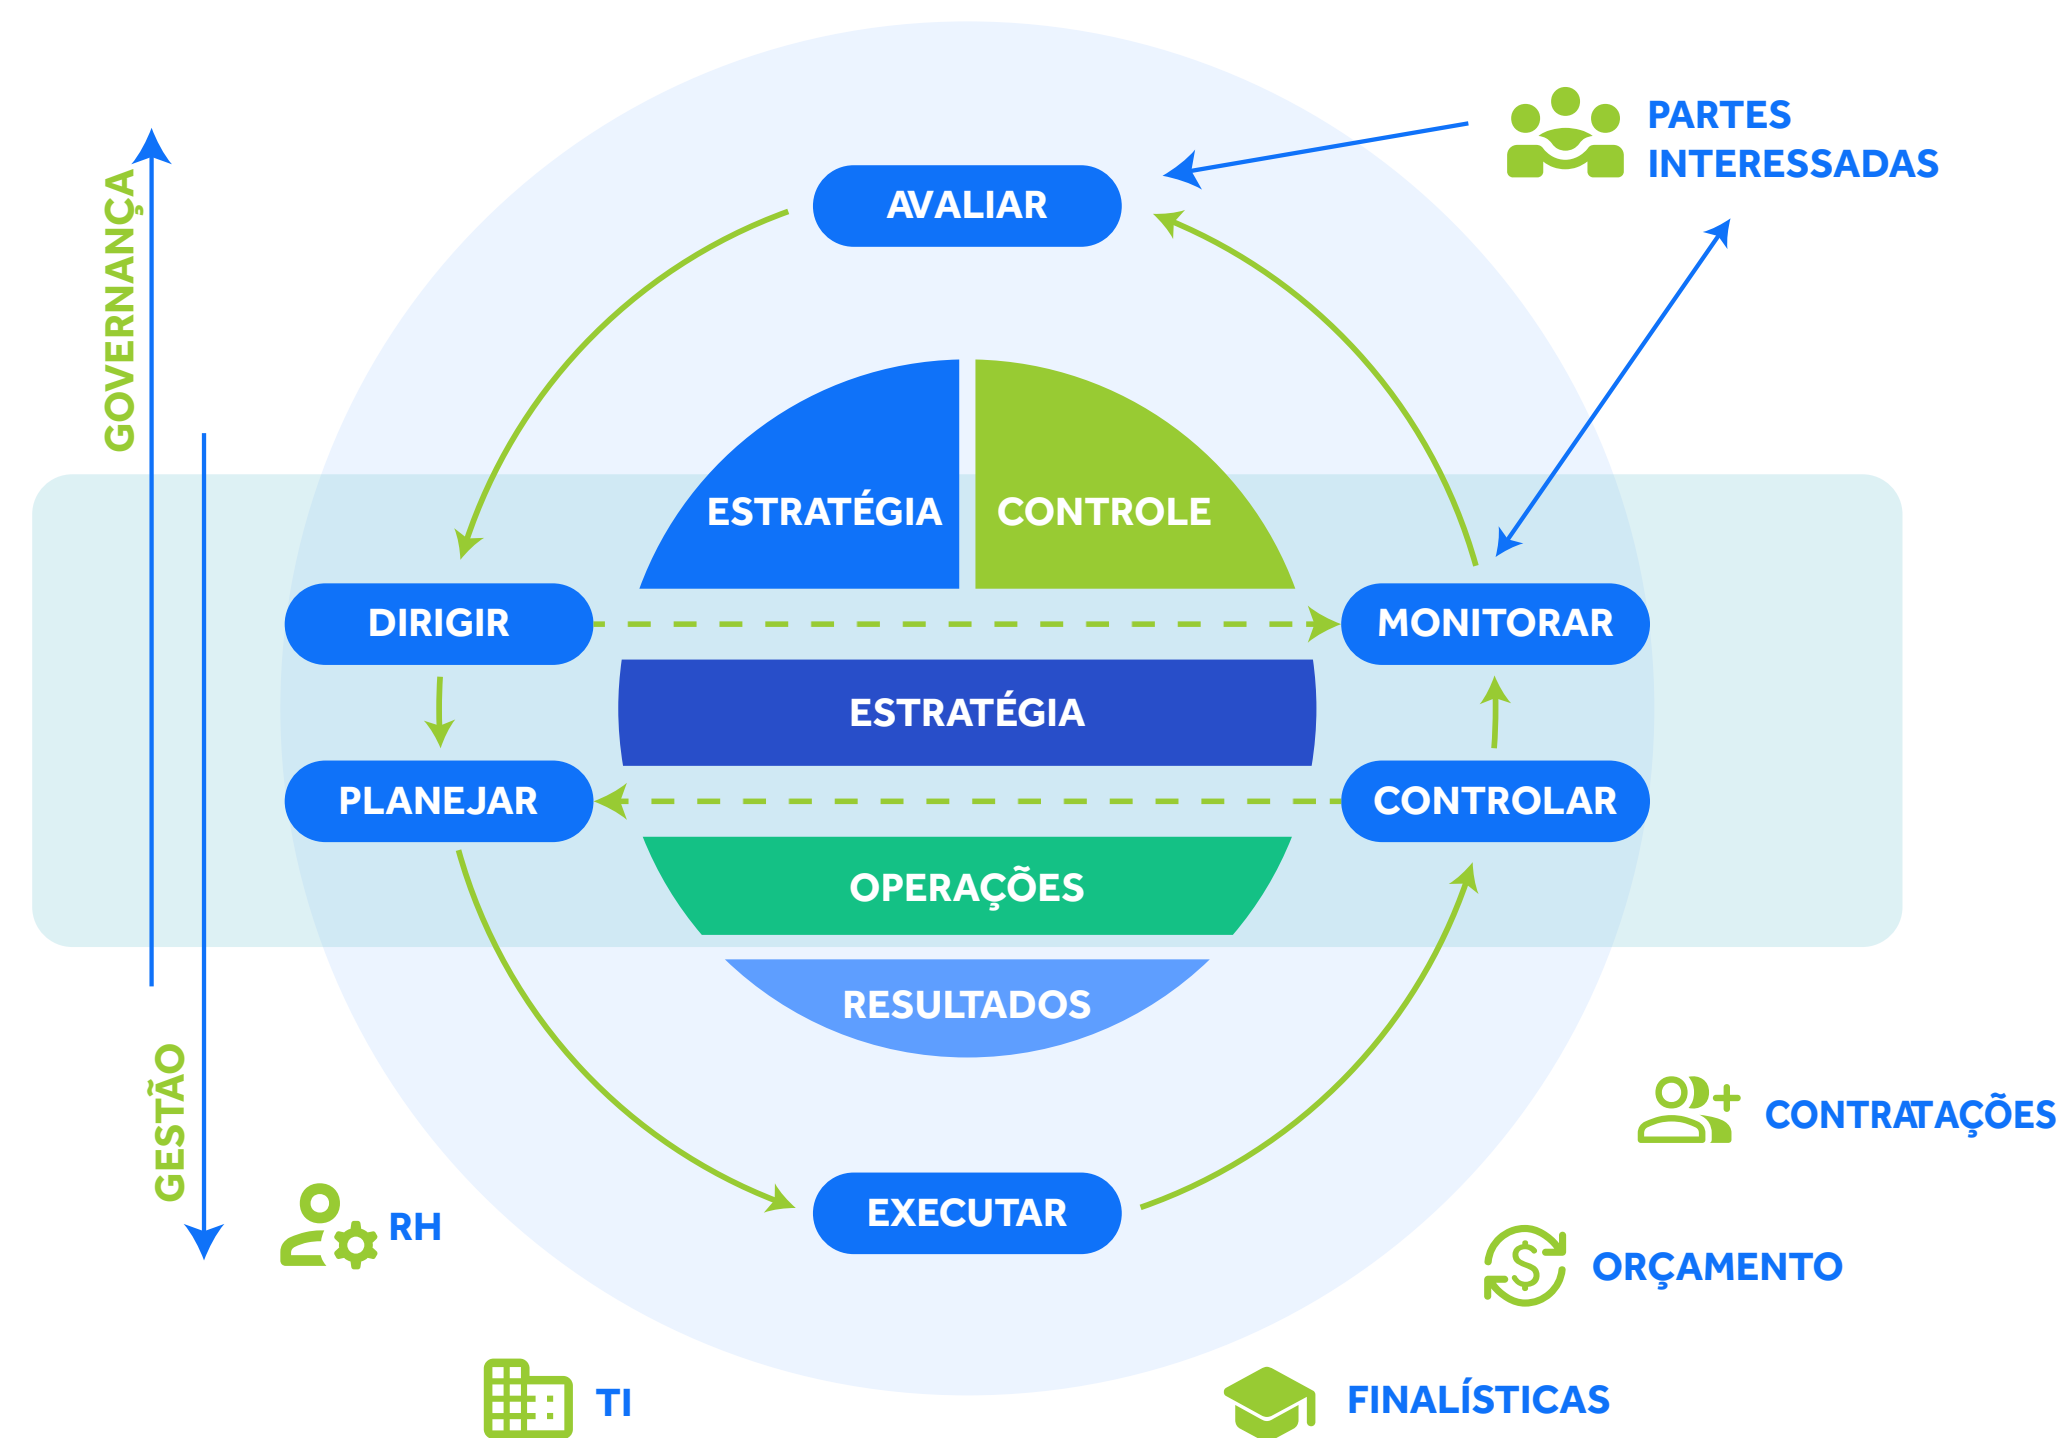 PARTES
INTERESSADAS
AVALIAR
GOVERNANÇA
ESTRATÉGIA
CONTROLE
DIRIGIR
MONITORAR
ESTRATÉGIA
PLANEJAR
CONTROLAR
OPERAÇÕES
RESULTADOS
GESTÃO
CONTRATAÇÕES
EXECUTAR
RH
ORÇAMENTO
TI
FINALÍSTICAS